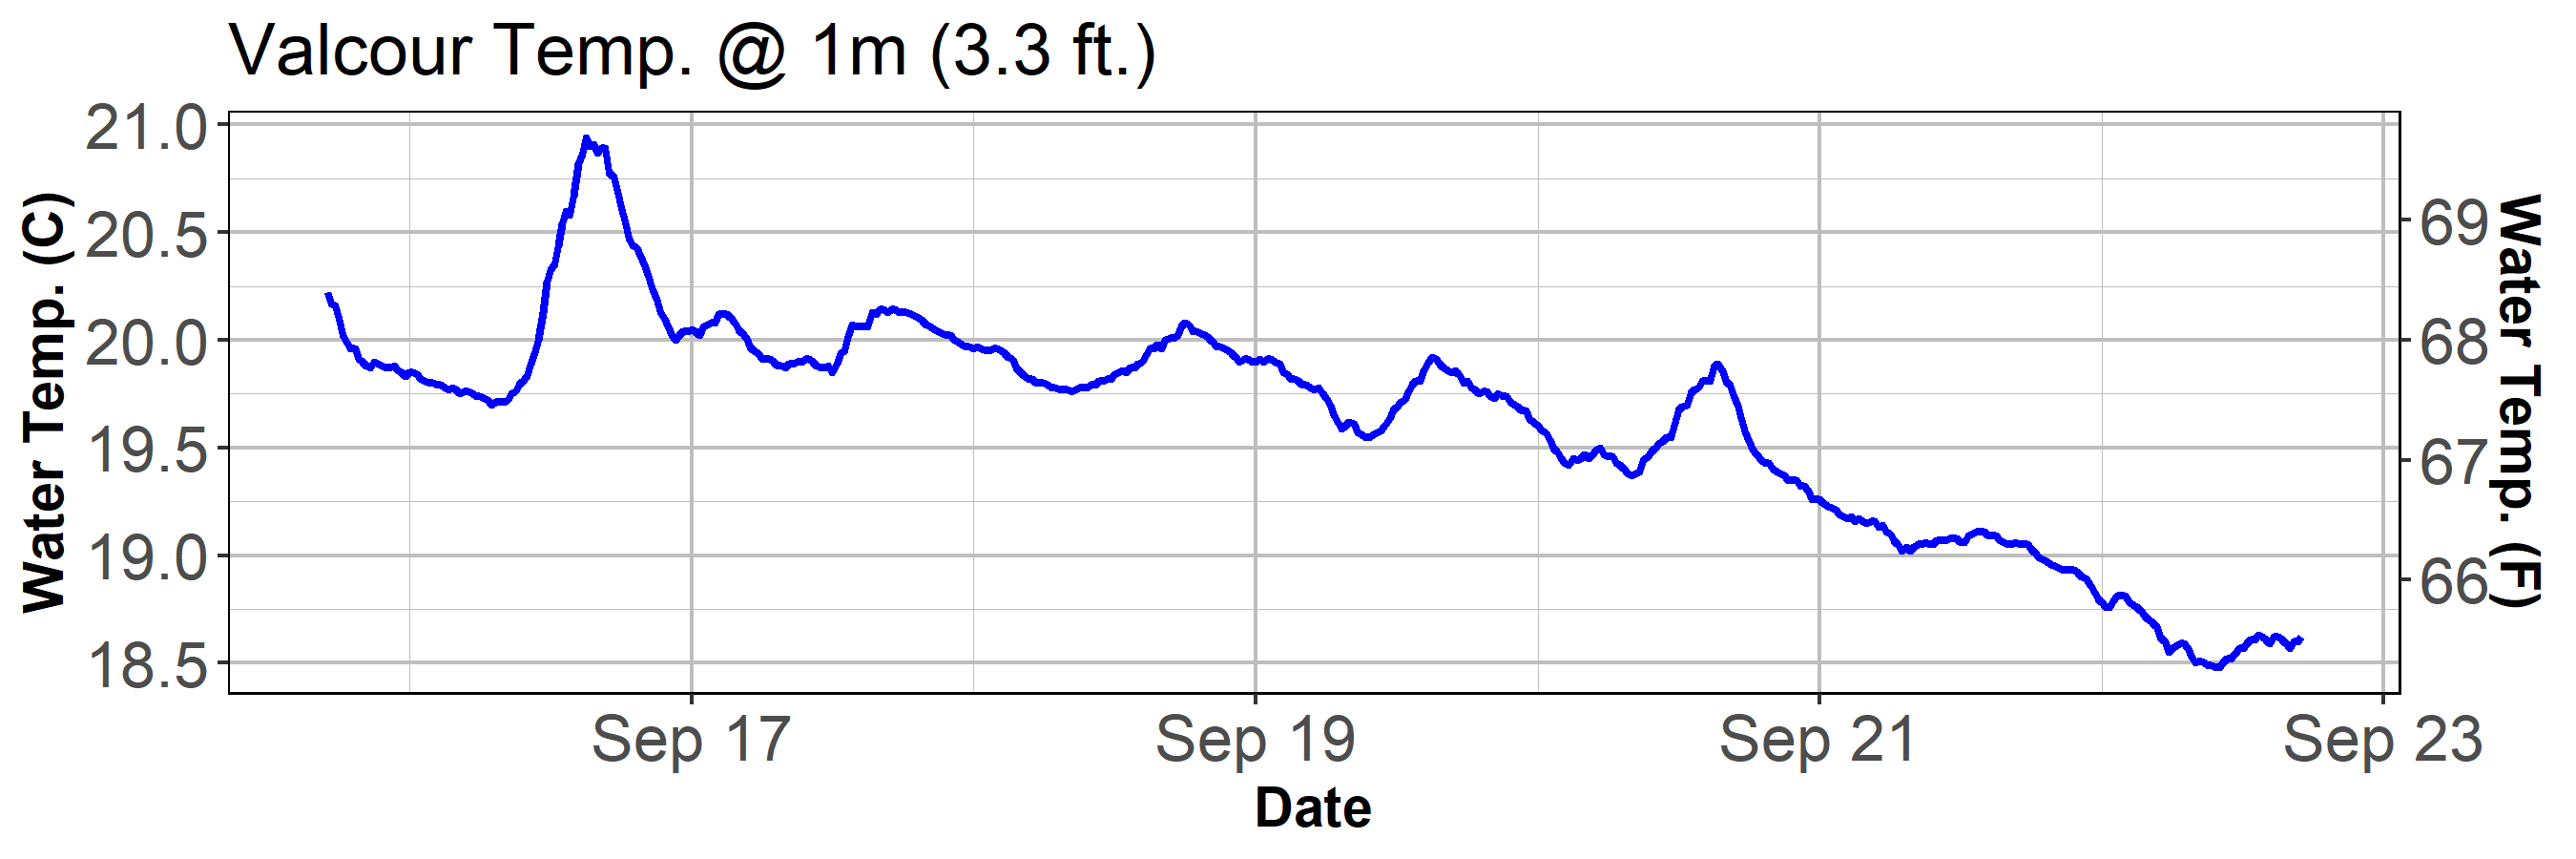 Valcour Temp. @ 1m (3.3 ft.)
Water Temp. (C)
21.0
20.5
20.0
19.5
19.0
18.5
69
68
67
66
Water Temp. (F)
Sep 17
Sep 19
Sep 21
Sep 23
Date